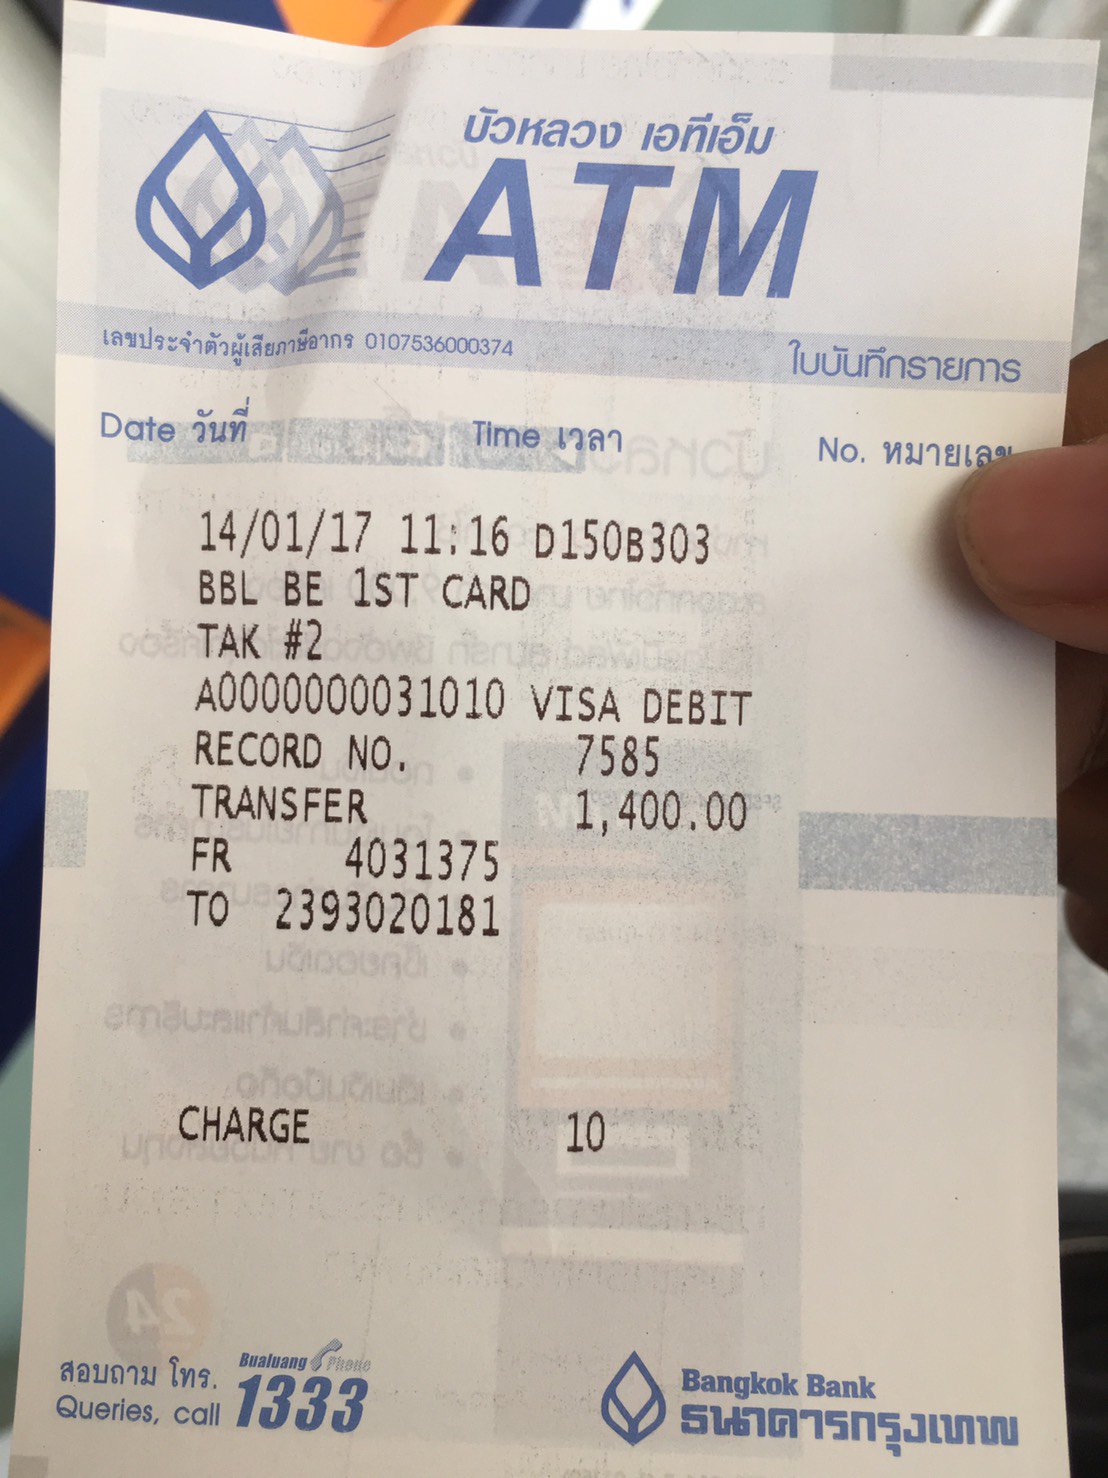 บัวหลวง เอทีเอ็ม
ATM
เลขประจำตัวผู้เสียภาษีอากร 0107536000374
ใบบันทึกรายการ
Date วันที่ Time เวลา No. หมายเลข
14/01/17 11:16 D150B303
BBL BE 1ST CARD
TAK #2
A0000000031010 VISA DEBIT
RECORD NO. 7585
TRANSFER 1,400.00
FR 4031375
TO 2393020181
CHARGE 10
สอบถาม โทร. Bualuang Phone
Queries, call 1333
Bangkok Bank
ธนาคารกรุงเทพ